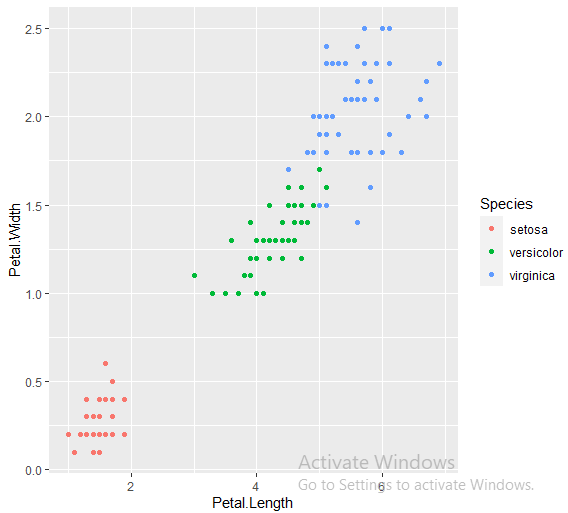 2.5
2.0
1.5
1.0
0.5
0.0
Petal.Width
2 4 6
Petal.Length
Species
setosa
versicolor
virginica
Activate Windows
Go to Settings to activate Windows.